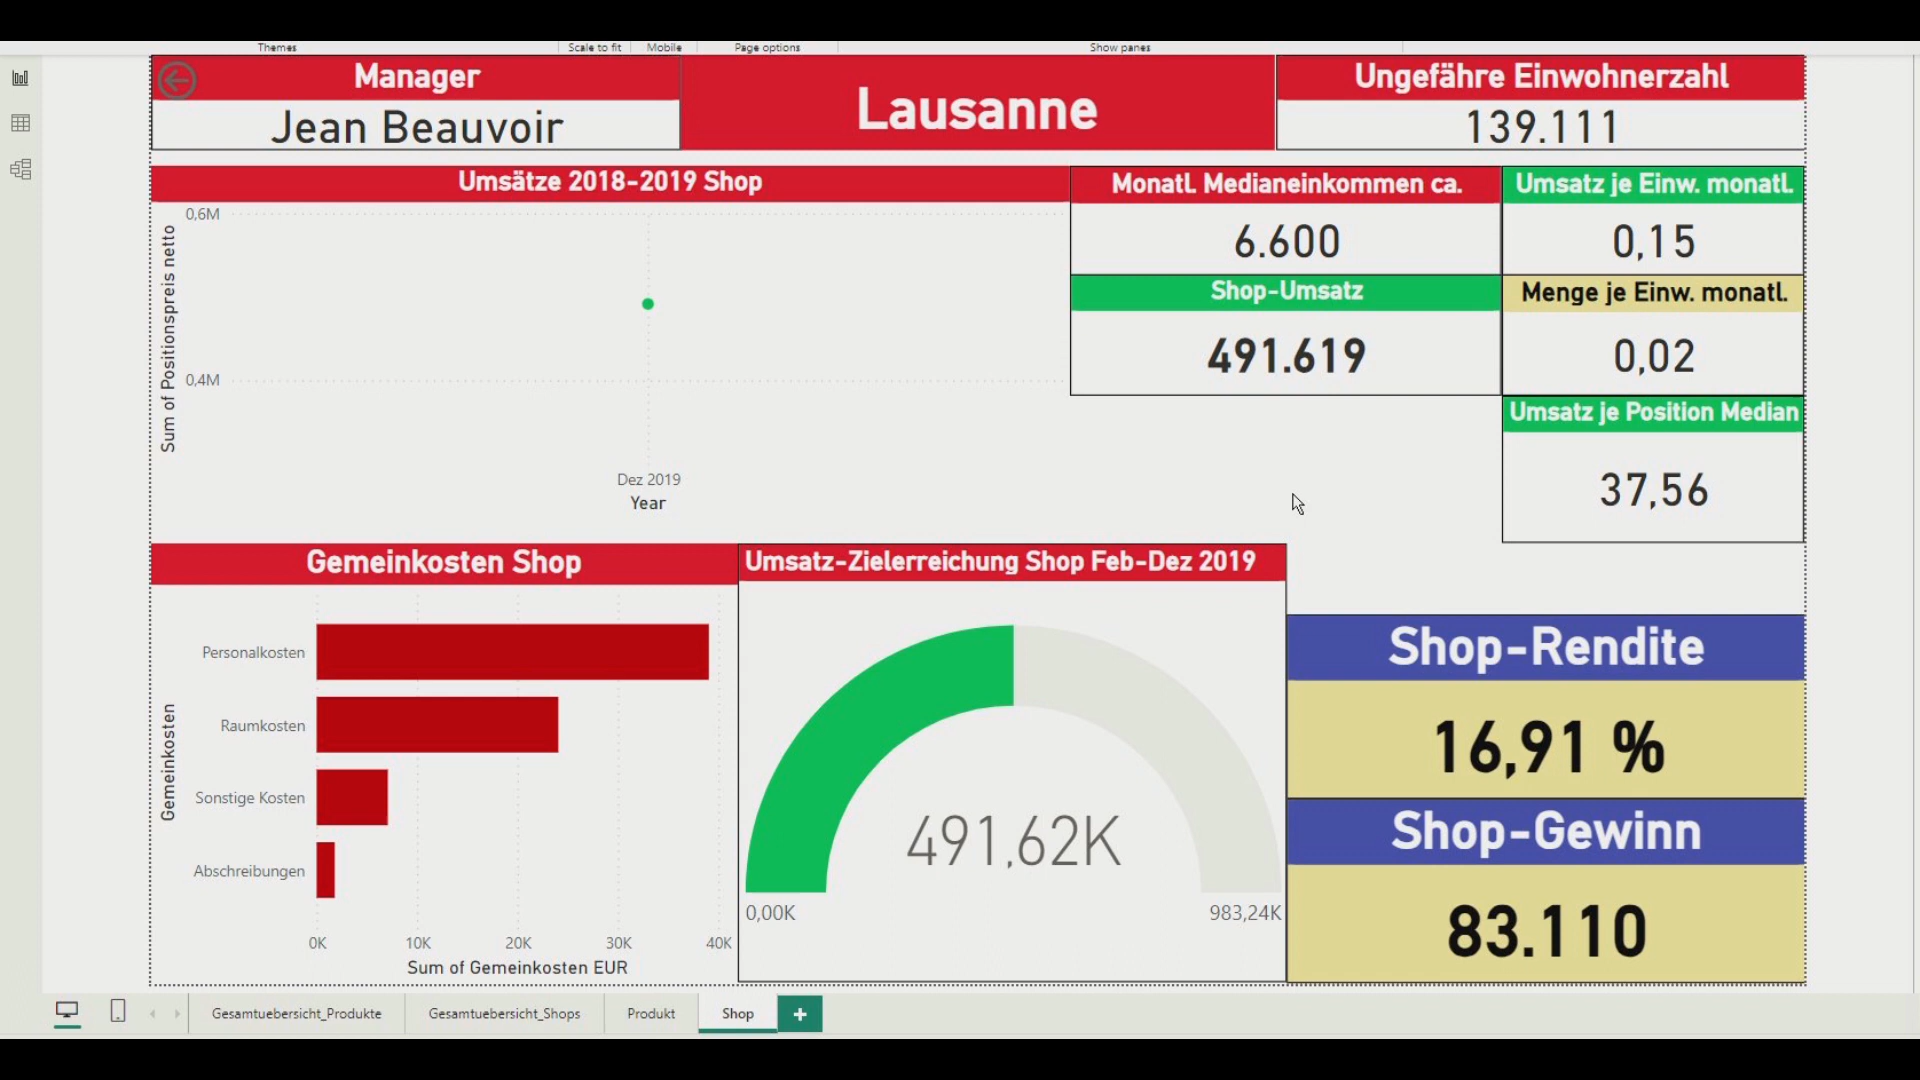 Themes
Scale to fit
Mobile
Page options
Show panes
Manager
Jean Beauvoir
Lausanne
Ungefähre Einwohnerzahl
139.111
Umsätze 2018-2019 Shop
Sum of Positionspreis netto
0,6M
0,4M
Dez 2019
Year
Monatl. Medianeinkommen ca.
6.600
Shop-Umsatz
491.619
Umsatz je Einw. monatl.
0,15
Menge je Einw. monatl.
0,02
Umsatz je Position Median
37,56
Gemeinkosten Shop
Gemeinkosten
Personalkosten
Raumkosten
Sonstige Kosten
Abschreibungen
0K
10K
20K
30K
40K
Sum of Gemeinkosten EUR
Umsatz-Zielerreichung Shop Feb-Dez 2019
491,62K
0,00K
983,24K
Shop-Rendite
16,91 %
Shop-Gewinn
83.110
Gesamtuebersicht_Produkte
Gesamtuebersicht_Shops
Produkt
Shop
+